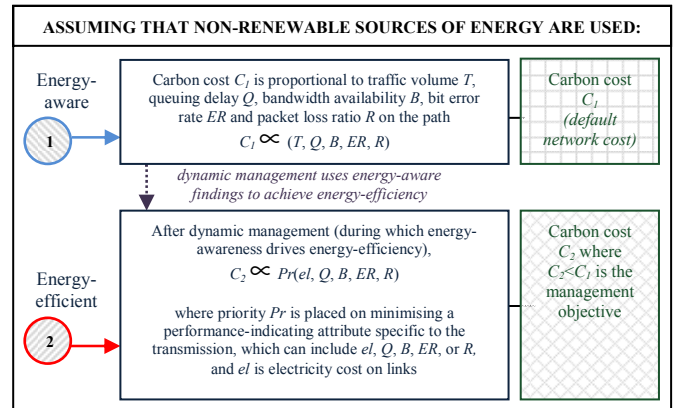 ASSUMING THAT NON-RENEWABLE SOURCES OF ENERGY ARE USED:
Energy-
aware
1
Carbon cost C₁ is proportional to traffic volume T,
queuing delay Q, bandwidth availability B, bit error
rate ER and packet loss ratio R on the path
C₁ ∝ (T, Q, B, ER, R)
Carbon cost
C₁
(default
network cost)
dynamic management uses energy-aware
findings to achieve energy-efficiency
Energy-
efficient
2
After dynamic management (during which energy-
awareness drives energy-efficiency),
C₂ ∝ Pr(el, Q, B, ER, R)
where priority Pr is placed on minimising a
performance-indicating attribute specific to the
transmission, which can include el, Q, B, ER, or R,
and el is electricity cost on links
Carbon cost
C₂ where
C₂<C₁ is the
management
objective